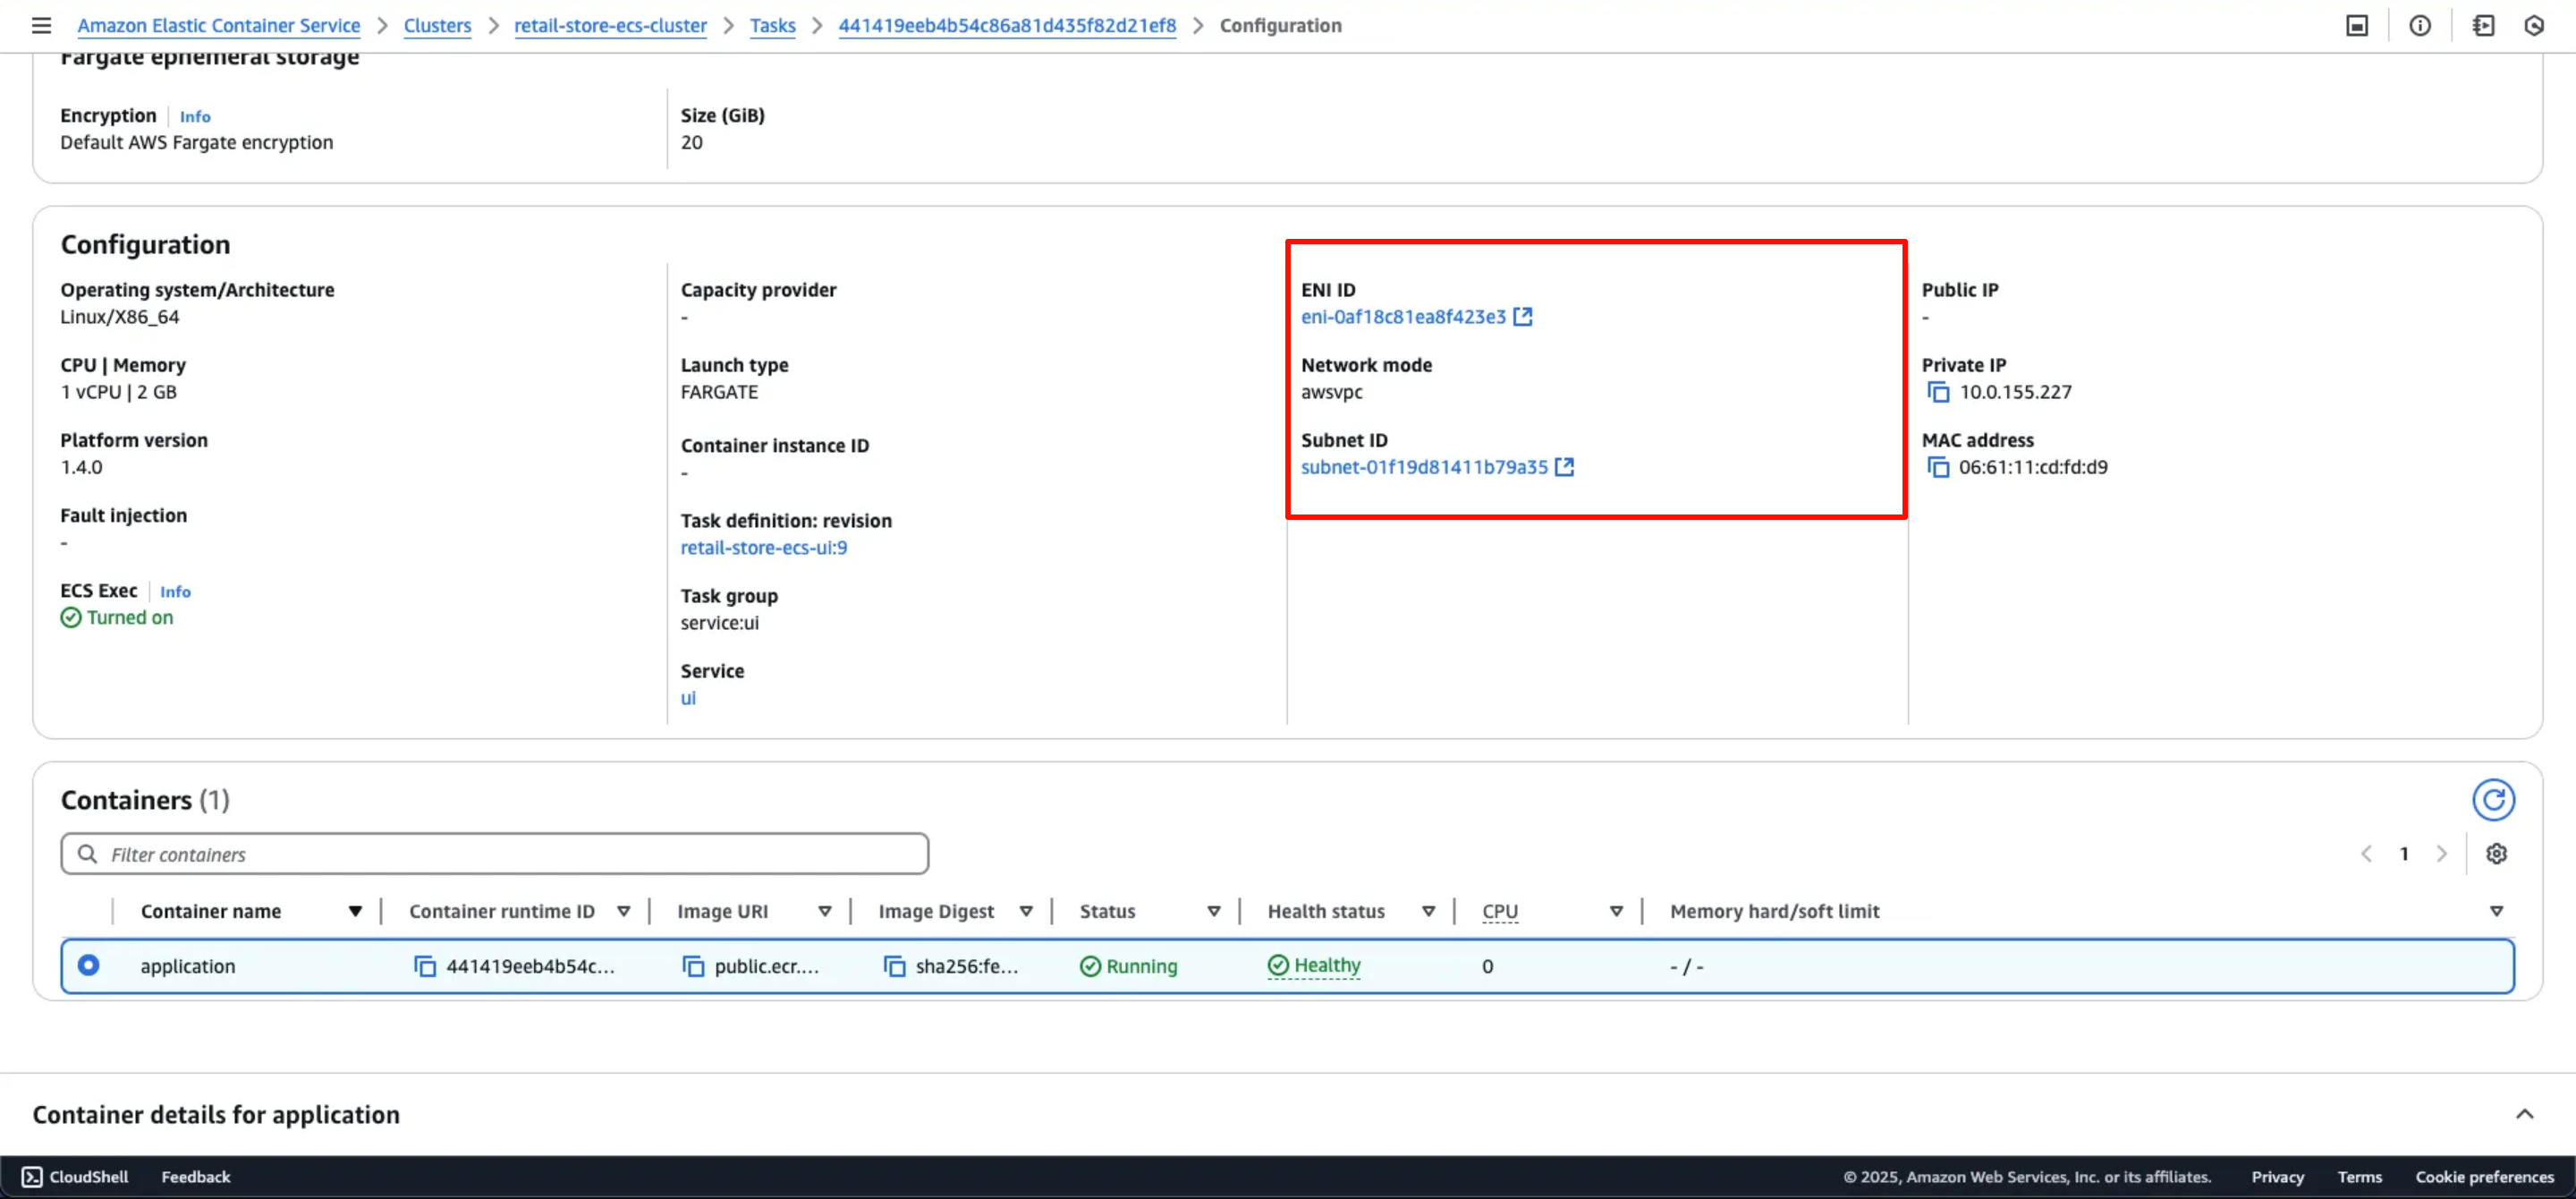 Amazon Elastic Container Service > Clusters > retail-store-ecs-cluster > Tasks > 441419eeb4b54c86a81d435f82d21ef8 > Configuration
Fargate ephemeral storage
Encryption | Info
Default AWS Fargate encryption
Size (GiB)
20
Configuration
Operating system/Architecture
Linux/X86_64
CPU | Memory
1 vCPU | 2 GB
Platform version
1.4.0
Fault injection
-
ECS Exec | Info
Turned on
Capacity provider
-
Launch type
FARGATE
Container instance ID
-
Task definition: revision
retail-store-ecs-ui:9
Task group
service:ui
Service
ui
ENI ID
eni-0af18c81ea8f423e3
Network mode
awsvpc
Subnet ID
subnet-01f19d81411b79a35
Public IP
-
Private IP
10.0.155.227
MAC address
06:61:11:cd:fd:d9
Containers (1)
Filter containers
1
Container name Container runtime ID Image URI Image Digest Status Health status CPU Memory hard/soft limit
application 441419eeb4b54c... public.ecr.... sha256:fe... Running Healthy 0 - / -
Container details for application
CloudShell Feedback © 2025, Amazon Web Services, Inc. or its affiliates. Privacy Terms Cookie preferences